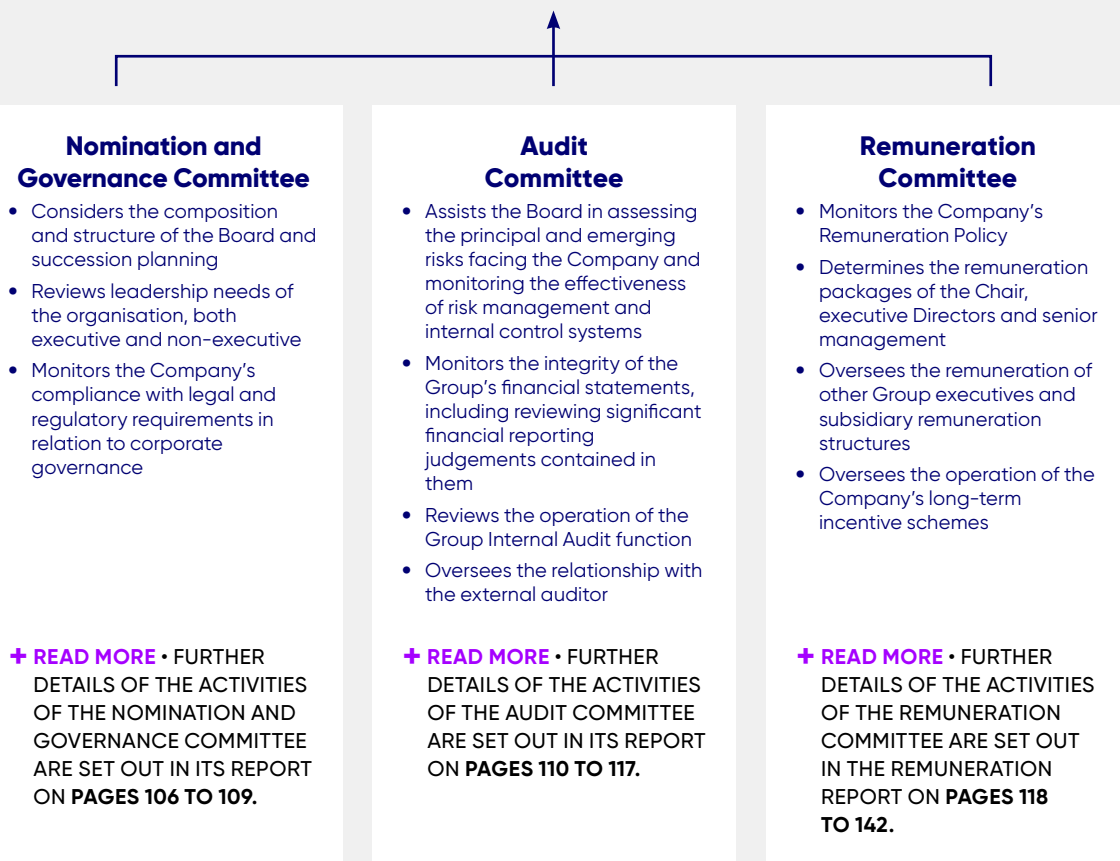 Nomination and
Governance Committee
• Considers the composition
and structure of the Board and
succession planning
• Reviews leadership needs of
the organisation, both
executive and non-executive
• Monitors the Company’s
compliance with legal and
regulatory requirements in
relation to corporate
governance
+ READ MORE • FURTHER
DETAILS OF THE ACTIVITIES
OF THE NOMINATION AND
GOVERNANCE COMMITTEE
ARE SET OUT IN ITS REPORT
ON PAGES 106 TO 109.
Audit
Committee
• Assists the Board in assessing
the principal and emerging
risks facing the Company and
monitoring the effectiveness
of risk management and
internal control systems
• Monitors the integrity of the
Group’s financial statements,
including reviewing significant
financial reporting
judgements contained in
them
• Reviews the operation of the
Group Internal Audit function
• Oversees the relationship with
the external auditor
+ READ MORE • FURTHER
DETAILS OF THE ACTIVITIES
OF THE AUDIT COMMITTEE
ARE SET OUT IN ITS REPORT
ON PAGES 110 TO 117.
Remuneration
Committee
• Monitors the Company’s
Remuneration Policy
• Determines the remuneration
packages of the Chair,
executive Directors and senior
management
• Oversees the remuneration of
other Group executives and
subsidiary remuneration
structures
• Oversees the operation of the
Company’s long-term
incentive schemes
+ READ MORE • FURTHER
DETAILS OF THE ACTIVITIES
OF THE REMUNERATION
COMMITTEE ARE SET OUT
IN THE REMUNERATION
REPORT ON PAGES 118
TO 142.